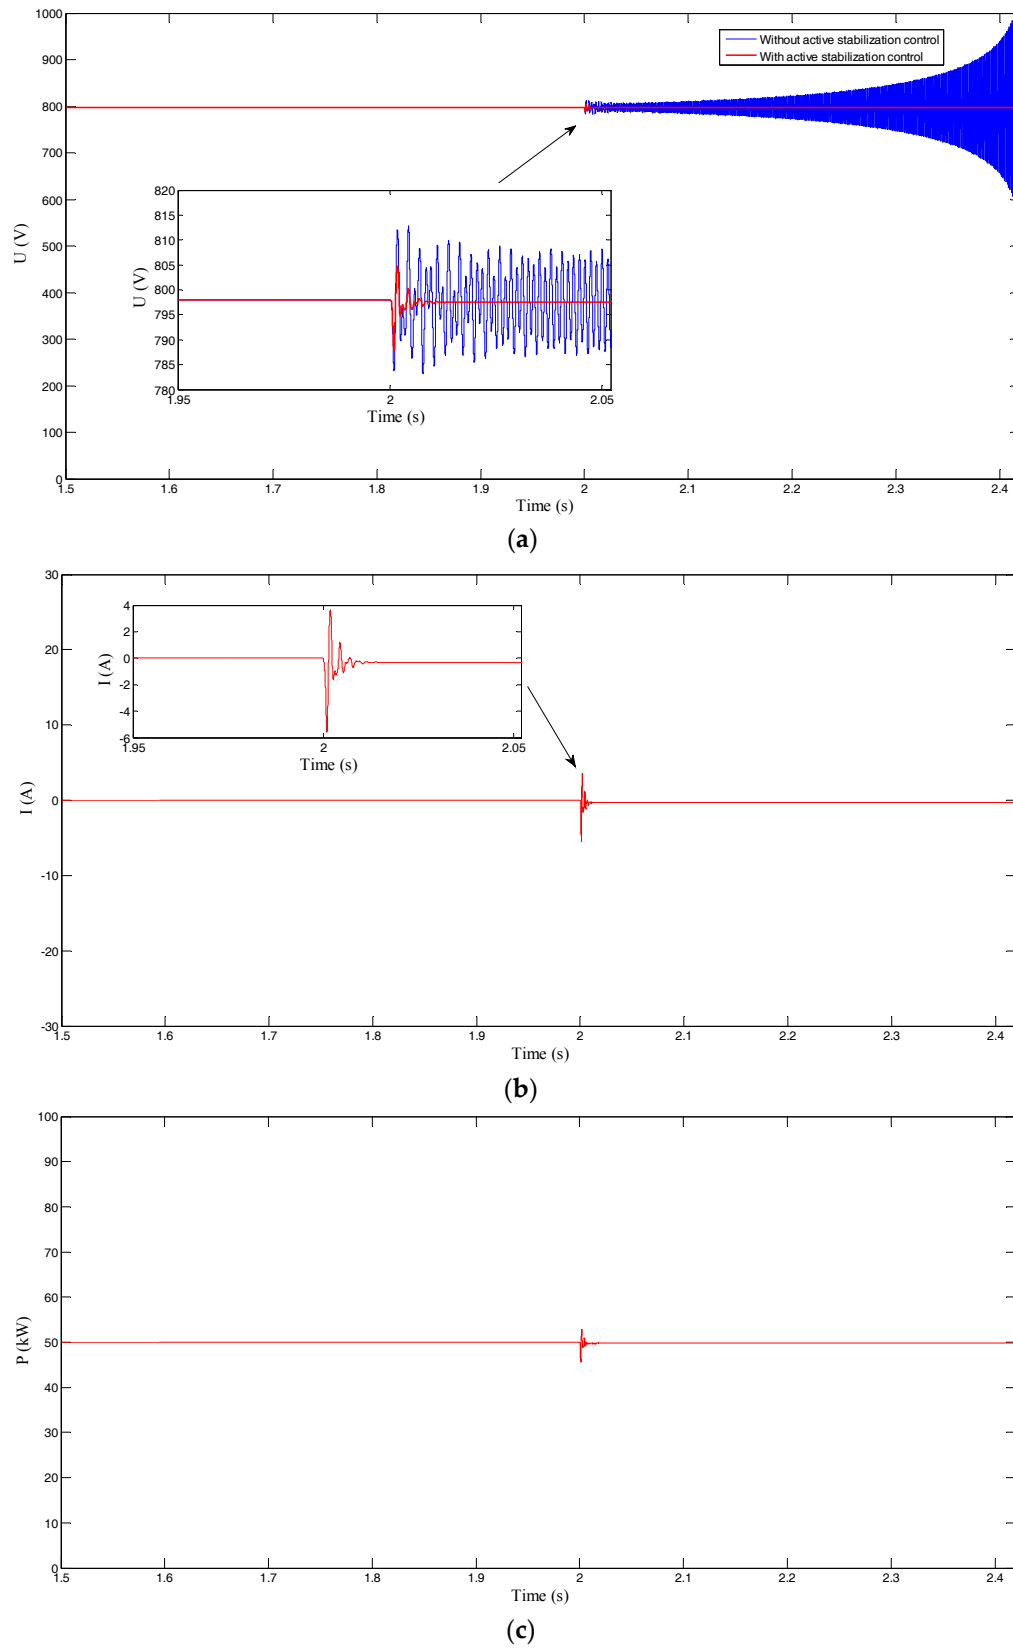 1000
900
800
700
600
500
400
300
200
100
0
U (V)
Without active stabilization control
With active stabilization control
820
815
810
805
800
795
790
785
780
U (V)
1.95 2 2.05
Time (s)
1.5 1.6 1.7 1.8 1.9 2 2.1 2.2 2.3 2.4
Time (s)
(a)
30
20
10
0
-10
-20
-30
I (A)
4
2
0
-2
-4
-6
I (A)
1.95 2 2.05
Time (s)
1.5 1.6 1.7 1.8 1.9 2 2.1 2.2 2.3 2.4
Time (s)
(b)
100
90
80
70
60
50
40
30
20
10
0
P (kW)
1.5 1.6 1.7 1.8 1.9 2 2.1 2.2 2.3 2.4
Time (s)
(c)